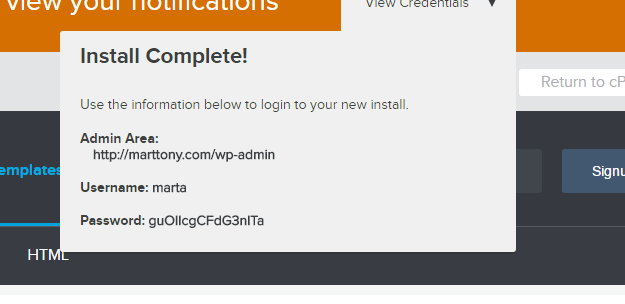 View your notifications
View Credentials ▼
Install Complete!
Return to cP
Use the information below to login to your new install.
Admin Area:
http://marttony.com/wp-admin
emplates
Signu
Username: marta
Password: guOIlcgCFdG3nITa
HTML